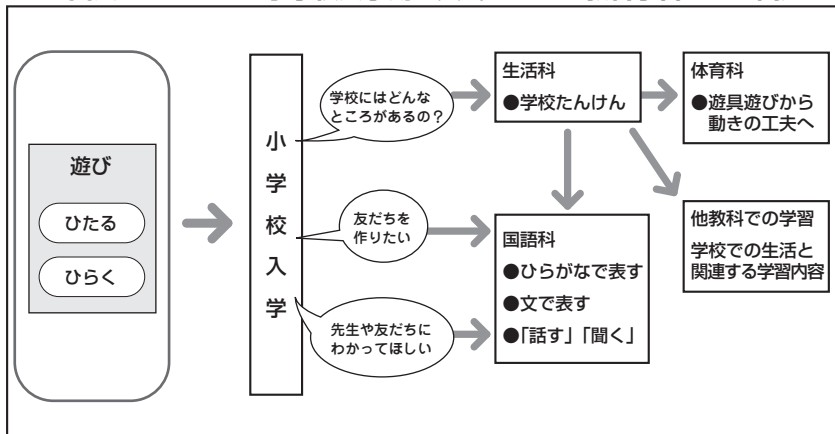 遊び
ひたる
ひらく
小学校入学
学校にはどんな
ところがあるの？
友だちを
作りたい
先生や友だちに
わかってほしい
生活科
●学校たんけん
国語科
●ひらがなで表す
●文で表す
●「話す」「聞く」
体育科
●遊具遊びから
動きの工夫へ
他教科での学習
学校での生活と
関連する学習内容